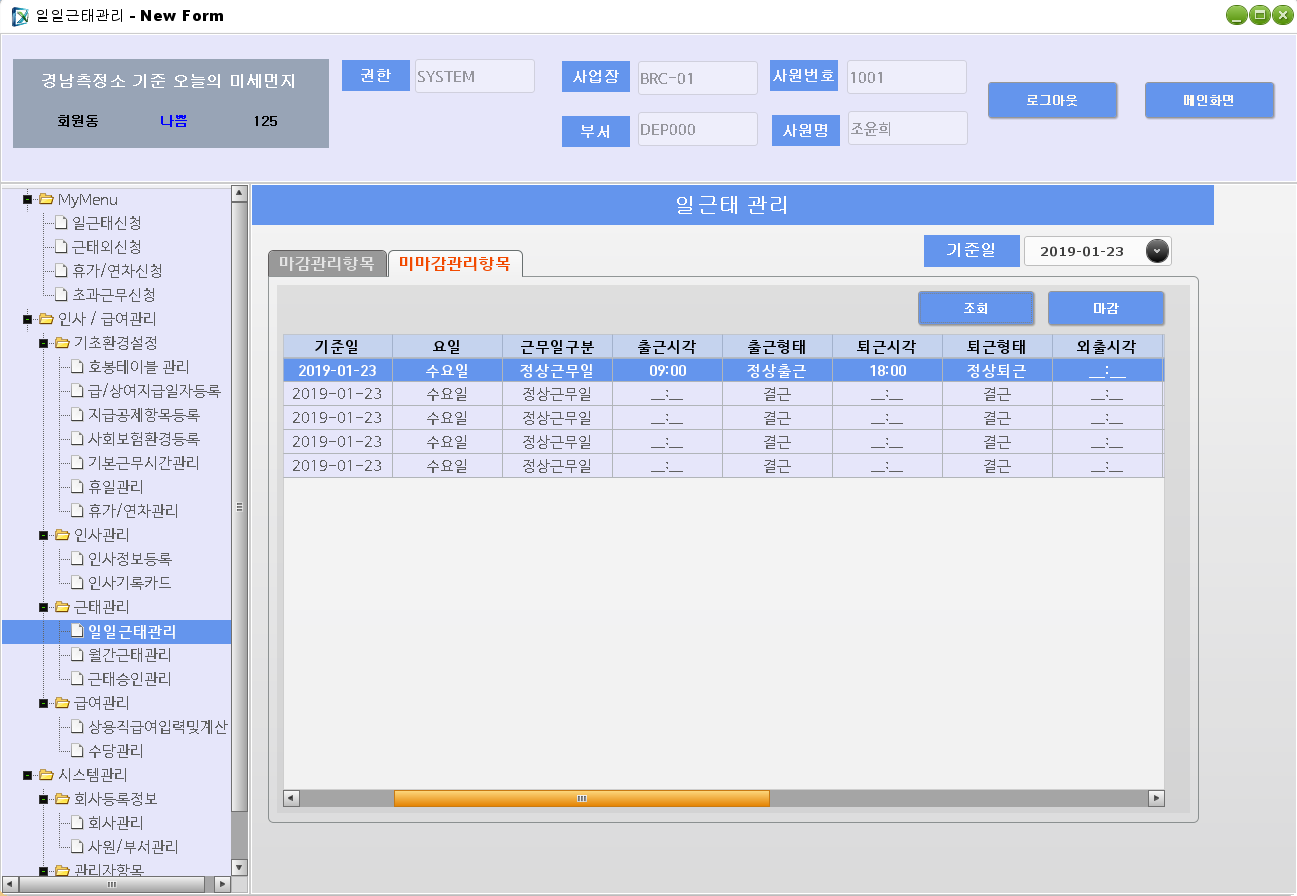 일일근태관리 - New Form
경남측정소 기준 오늘의 미세먼지
회원동 나쁨 125
권한 SYSTEM
사업장 BRC-01
사원번호 1001
부서 DEP000
사원명 조윤희
로그아웃
메인화면
MyMenu
일근태신청
근태외신청
휴가/연차신청
초과근무신청
인사 / 급여관리
기초환경설정
호봉테이블 관리
급/상여지급일자등록
지급공제항목등록
사회보험환경등록
기본근무시간관리
휴일관리
휴가/연차관리
인사관리
인사정보등록
인사기록카드
근태관리
일일근태관리
월간근태관리
근태승인관리
급여관리
상용직급여입력및계산
수당관리
시스템관리
회사등록정보
회사관리
사원/부서관리
관리자항목
일근태 관리
기준일 2019-01-23
마감관리항목 미마감관리항목
조회 마감
기준일 요일 근무일구분 출근시각 출근형태 퇴근시각 퇴근형태 외출시각
2019-01-23 수요일 정상근무일 09:00 정상출근 18:00 정상퇴근 __:__
2019-01-23 수요일 정상근무일 __:__ 결근 __:__ 결근 __:__
2019-01-23 수요일 정상근무일 __:__ 결근 __:__ 결근 __:__
2019-01-23 수요일 정상근무일 __:__ 결근 __:__ 결근 __:__
2019-01-23 수요일 정상근무일 __:__ 결근 __:__ 결근 __:__